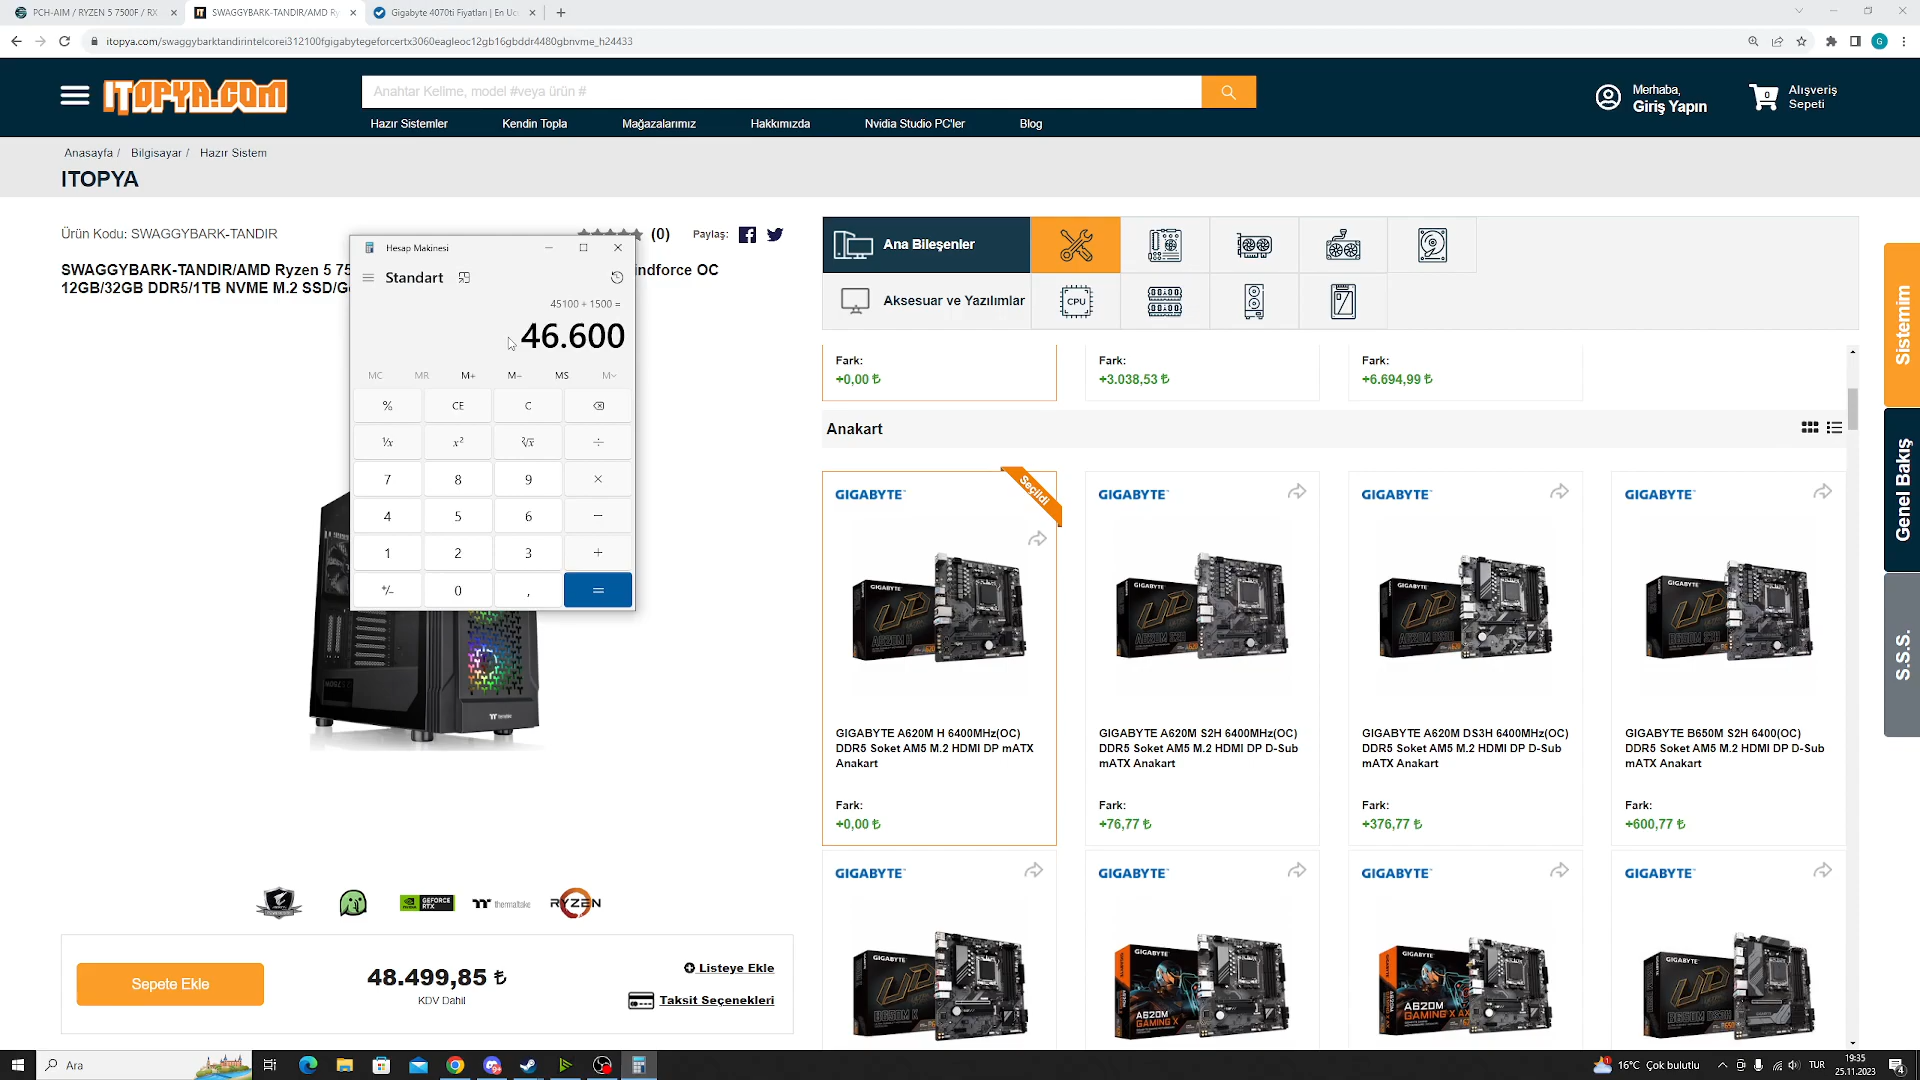 PCH-AIM / RYZEN 5 7500F / RX
SWAGGYBARK-TANDIR/AMD Ry
Gigabyte 4070ti Fiyatları | En Uc
itopya.com/swaggybarktandirintelcorei312100fgigabytegeforcertx3060eagleoc12gb16gbddr4480gbnvme_h24433
G
ITOPYA.COM
Anahtar Kelime, model #veya ürün #
Merhaba,
Giriş Yapın
0
Alışveriş
Sepeti
Hazır Sistemler
Kendin Topla
Mağazalarımız
Hakkımızda
Nvidia Studio PC'ler
Blog
Anasayfa / Bilgisayar / Hazır Sistem
ITOPYA
Ürün Kodu: SWAGGYBARK-TANDIR
(0)
Paylaş:
SWAGGYBARK-TANDIR/AMD Ryzen 5 75
indforce OC
12GB/32GB DDR5/1TB NVME M.2 SSD/G
Hesap Makinesi
Standart
45100 + 1500 =
46.600
MC MR M+ M- MS M
% CE C
¹/x x² ²√x ÷
7 8 9 ×
4 5 6 −
1 2 3 +
+/− 0 , =
Ana Bileşenler
Aksesuar ve Yazılımlar
CPU
Fark:
+0,00 ₺
Fark:
+3.038,53 ₺
Fark:
+6.694,99 ₺
Anakart
Seçildi
GIGABYTE
GIGABYTE A620M H 6400MHz(OC)
DDR5 Soket AM5 M.2 HDMI DP mATX
Anakart
Fark:
+0,00 ₺
GIGABYTE
GIGABYTE A620M S2H 6400MHz(OC)
DDR5 Soket AM5 M.2 HDMI DP D-Sub
mATX Anakart
Fark:
+76,77 ₺
GIGABYTE
GIGABYTE A620M DS3H 6400MHz(OC)
DDR5 Soket AM5 M.2 HDMI DP D-Sub
mATX Anakart
Fark:
+376,77 ₺
GIGABYTE
GIGABYTE B650M S2H 6400(OC)
DDR5 Soket AM5 M.2 HDMI DP D-Sub
mATX Anakart
Fark:
+600,77 ₺
GIGABYTE
B650M K
GIGABYTE
A620M
GAMING X
GIGABYTE
A620M
GAMING X AX
GIGABYTE
B650M DS3H
Sistemim
Genel Bakış
S.S.S.
GEFORCE
RTX
thermaltake
RYZEN
Sepete Ekle
48.499,85 ₺
KDV Dahil
Listeye Ekle
Taksit Seçenekleri
Ara
16°C Çok bulutlu
TUR
19:35
25.11.2023
4